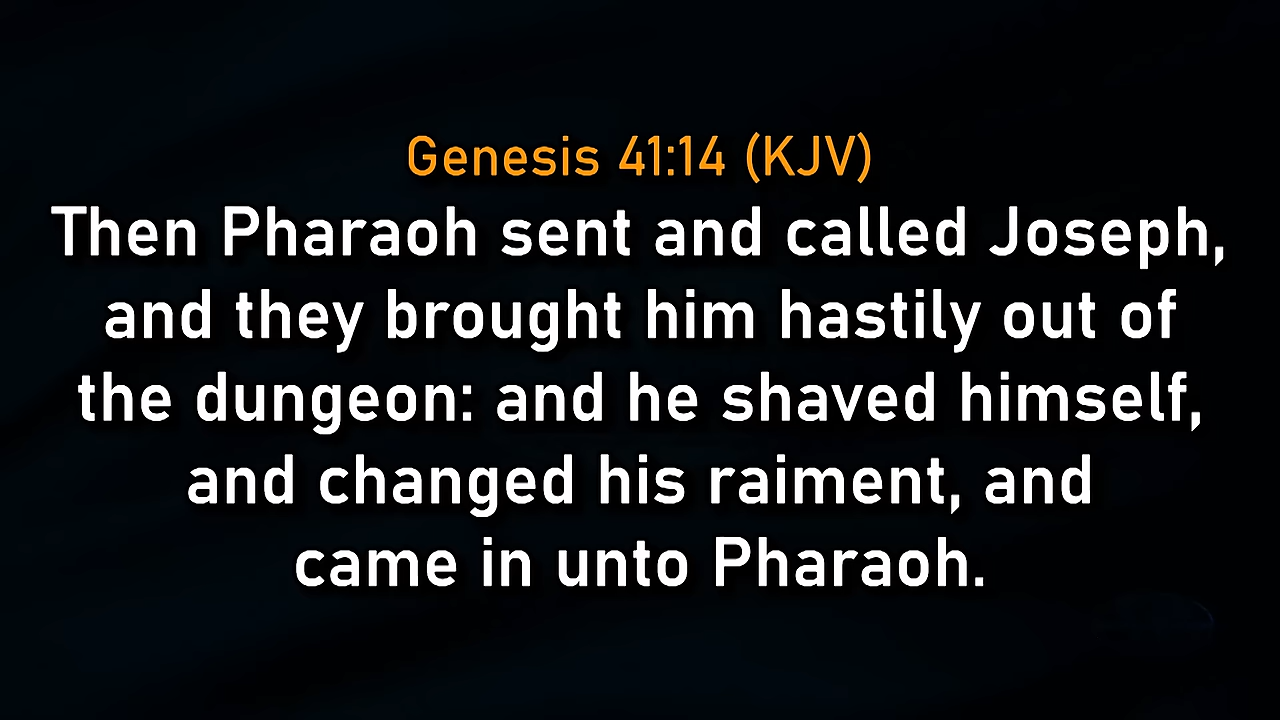 Genesis 41:14 (KJV)
Then Pharaoh sent and called Joseph,
and they brought him hastily out of
the dungeon: and he shaved himself,
and changed his raiment, and
came in unto Pharaoh.